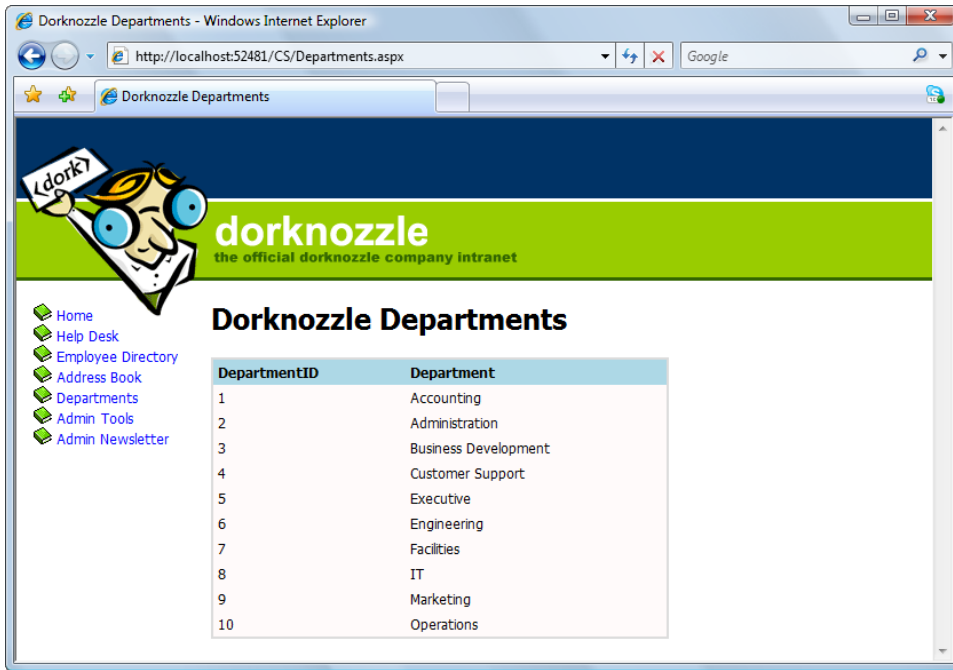 Dorknozzle Departments - Windows Internet Explorer
http://localhost:52481/CS/Departments.aspx
Google
Dorknozzle Departments
<dork>
dorknozzle
the official dorknozzle company intranet
Home
Help Desk
Employee Directory
Address Book
Departments
Admin Tools
Admin Newsletter
Dorknozzle Departments
DepartmentID Department
1 Accounting
2 Administration
3 Business Development
4 Customer Support
5 Executive
6 Engineering
7 Facilities
8 IT
9 Marketing
10 Operations